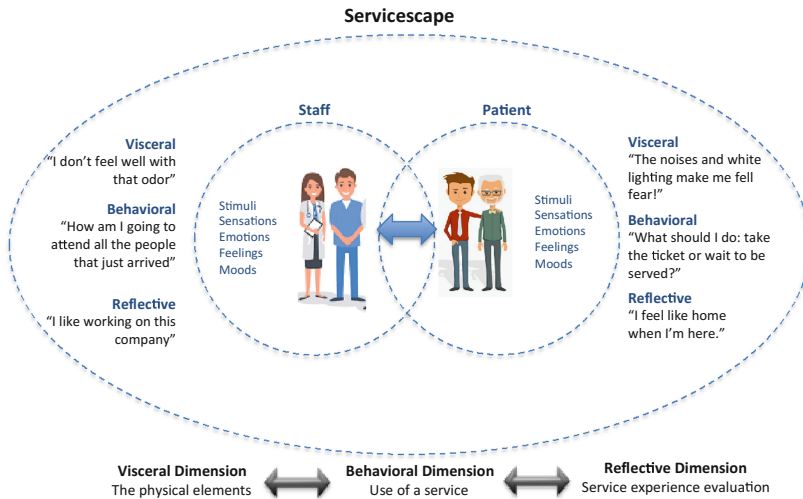 Servicescape
Staff
Patient
Visceral
“I don’t feel well with
that odor”
Behavioral
“How am I going to
attend all the people
that just arrived”
Reflective
“I like working on this
company”
Stimuli
Sensations
Emotions
Feelings
Moods
Stimuli
Sensations
Emotions
Feelings
Moods
Visceral
“The noises and white
lighting make me fell
fear!”
Behavioral
“What should I do: take
the ticket or wait to be
served?”
Reflective
“I feel like home
when I’m here.”
Visceral Dimension
The physical elements
Behavioral Dimension
Use of a service
Reflective Dimension
Service experience evaluation